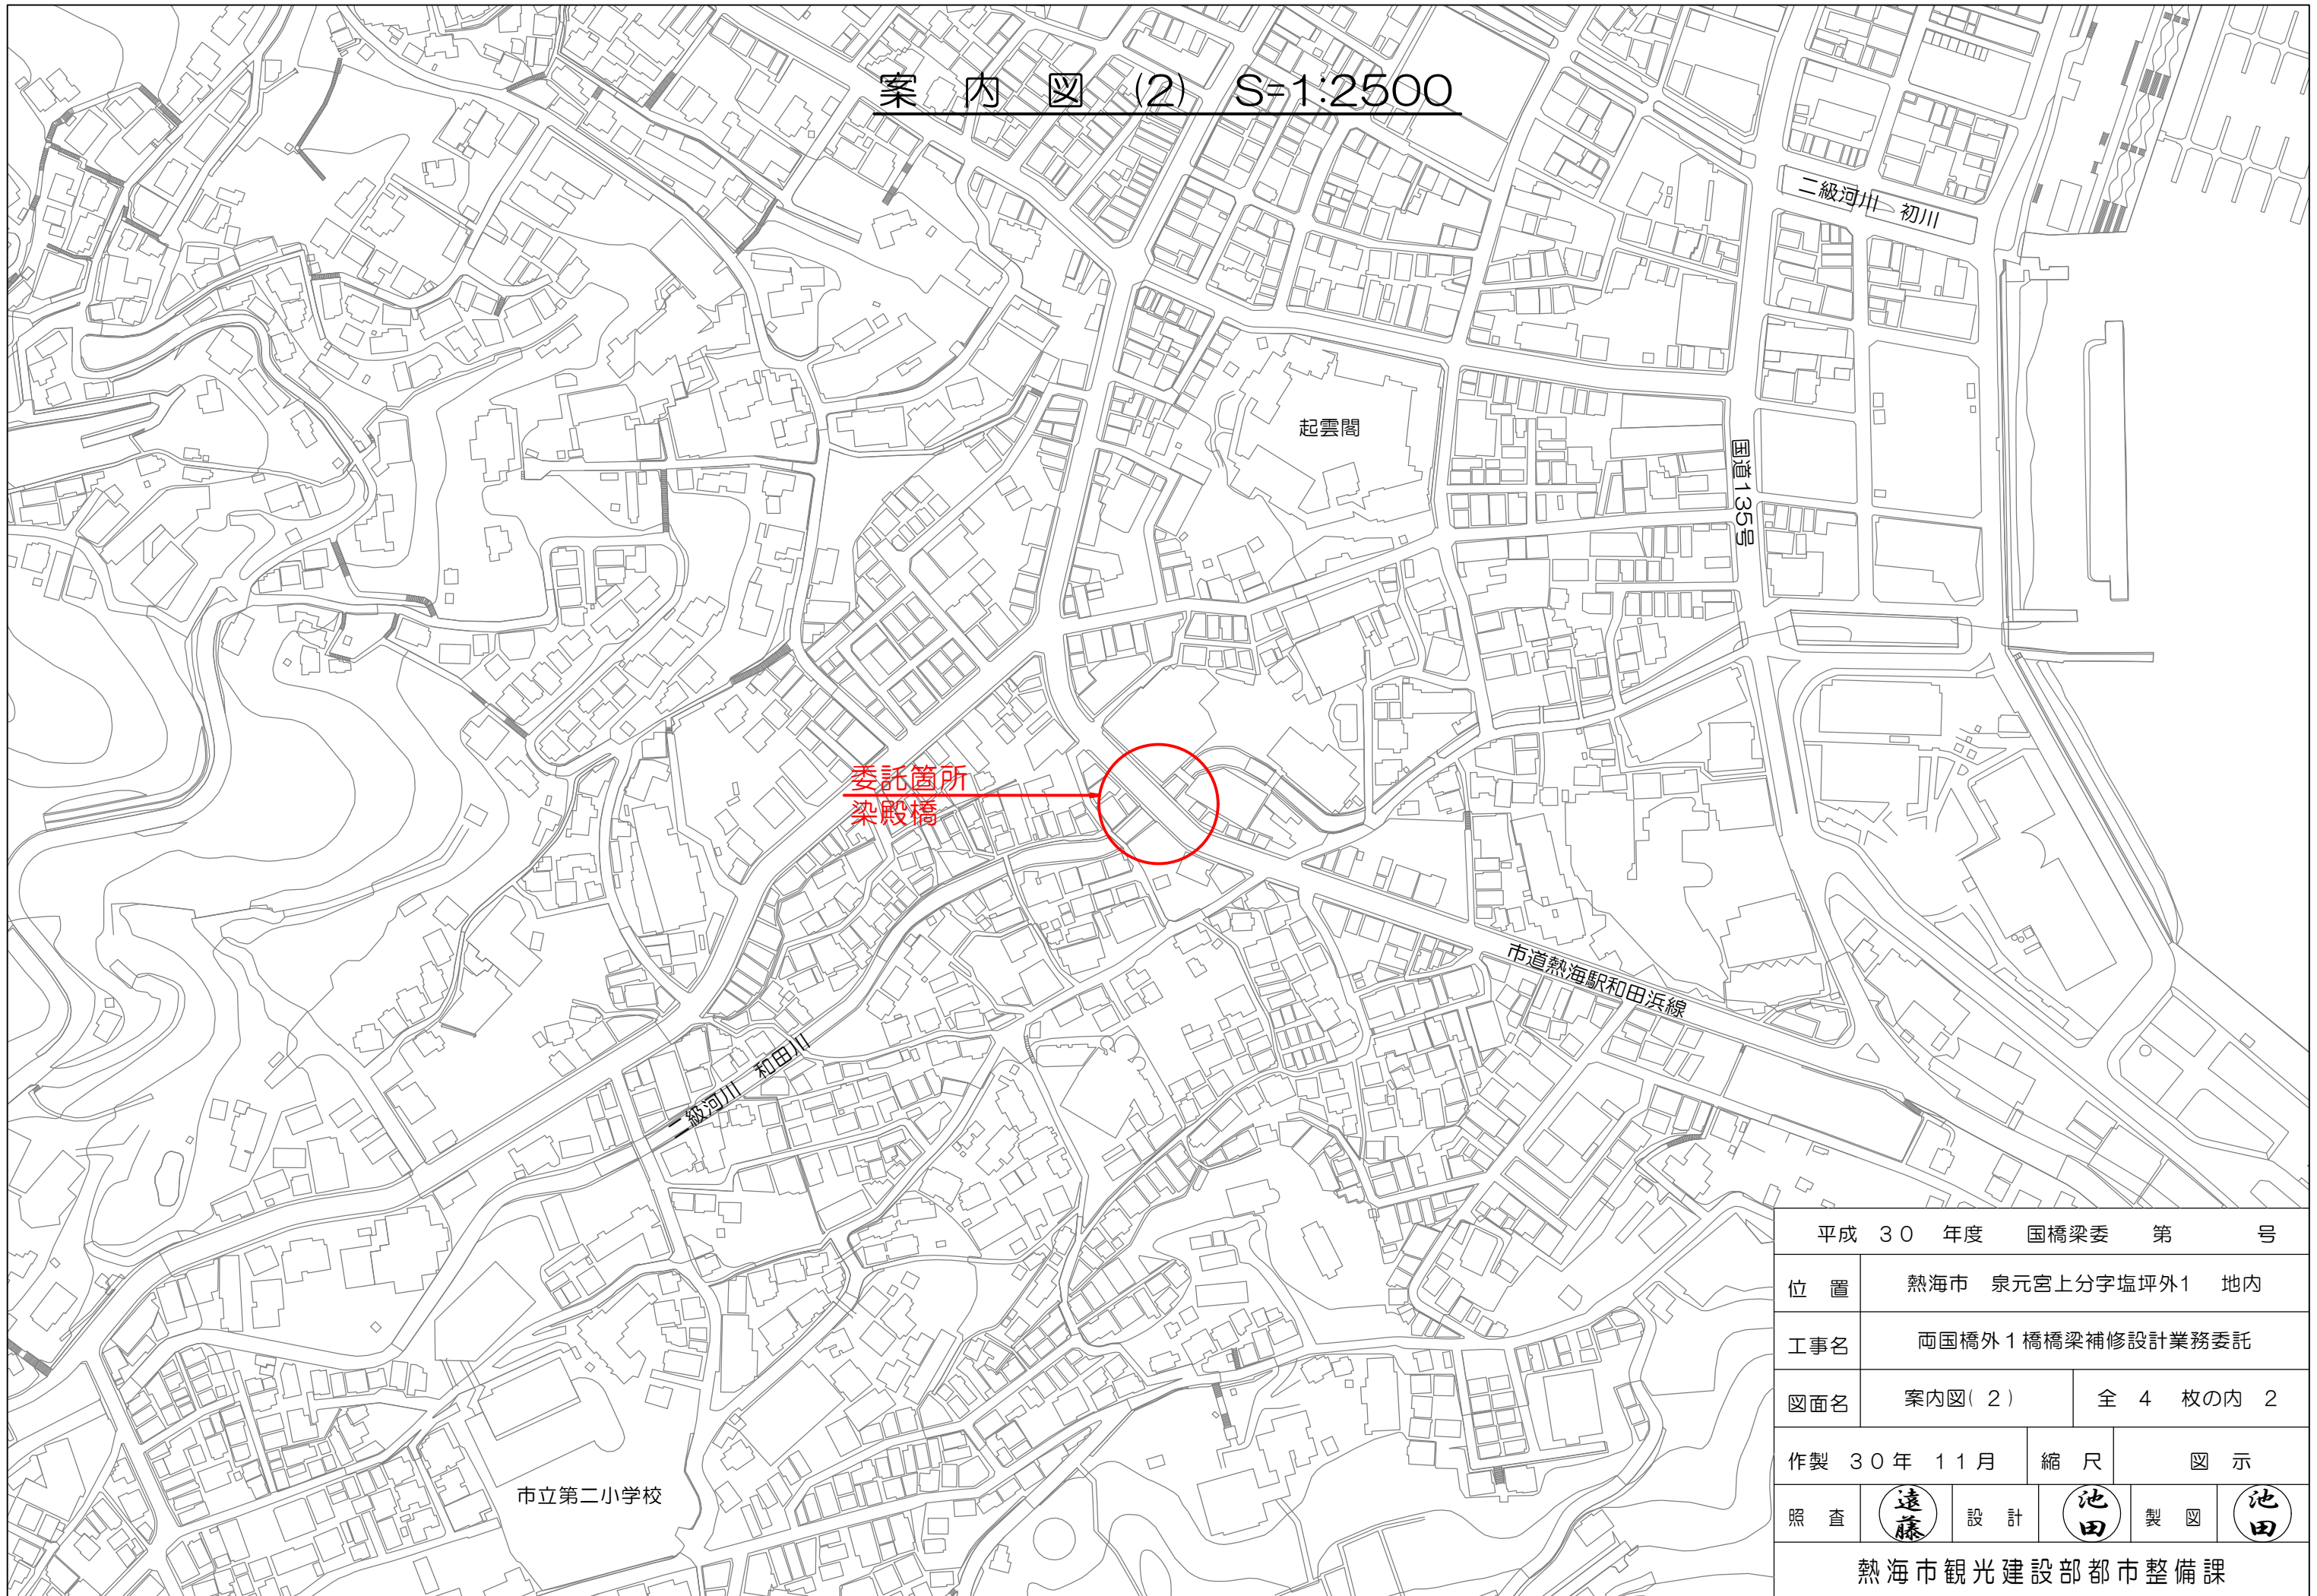 案 内 図 (2) S=1:2500
二級河川 初川
起雲閣
国道135号
委託箇所
染殿橋
市道熱海駅和田浜線
二級河川 和田川
市立第二小学校
平成 30 年度 国橋梁委 第 号
位 置 熱海市 泉元宮上分字塩坪外1 地内
工事名 両国橋外1橋橋梁補修設計業務委託
図面名 案内図(2) 全 4 枚の内 2
作製 30年 11月 縮 尺 図 示
照 査 遠藤 設 計 池田 製 図 池田
熱海市観光建設部都市整備課